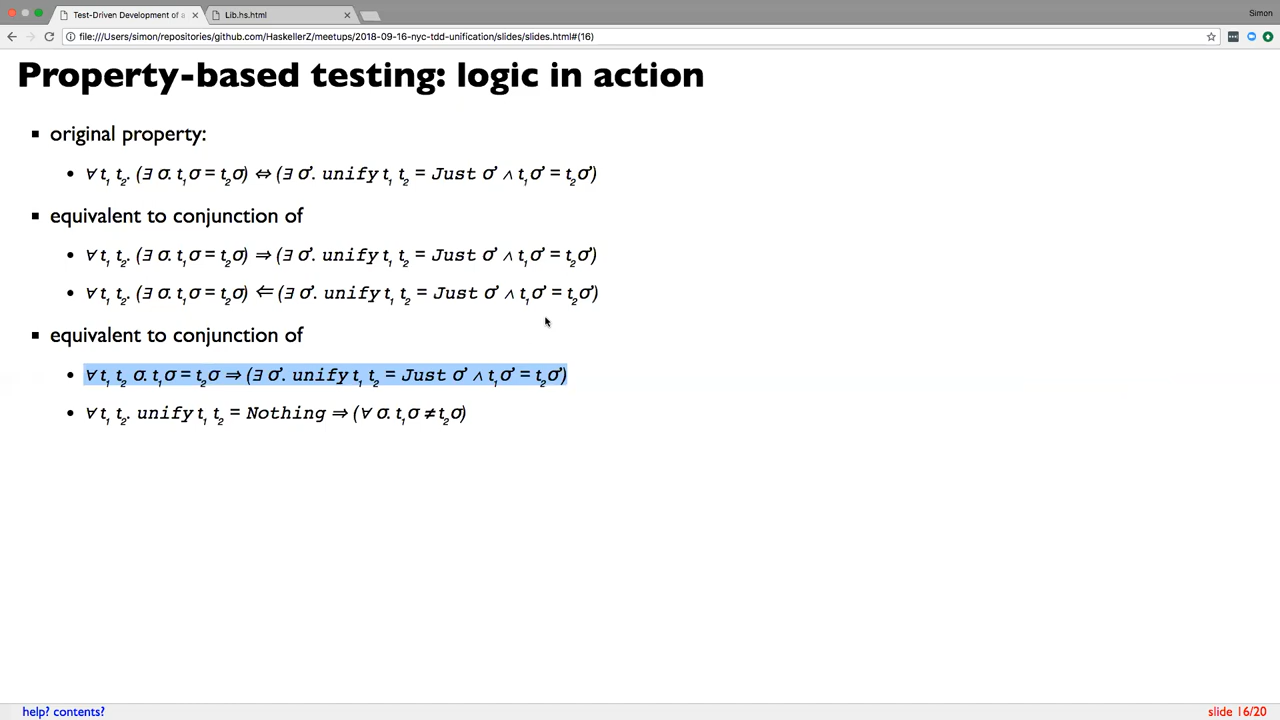 Test-Driven Development of a
Lib.hs.html
Simon
file:///Users/simon/repositories/github.com/HaskellerZ/meetups/2018-09-16-nyc-tdd-unification/slides/slides.html#(16)
Property-based testing: logic in action
original property:
∀ t₁ t₂. (∃ σ. t₁σ = t₂σ) ⇔ (∃ σ'. unify t₁ t₂ = Just σ' ∧ t₁σ' = t₂σ')
equivalent to conjunction of
∀ t₁ t₂. (∃ σ. t₁σ = t₂σ) ⇒ (∃ σ'. unify t₁ t₂ = Just σ' ∧ t₁σ' = t₂σ')
∀ t₁ t₂. (∃ σ. t₁σ = t₂σ) ⇐ (∃ σ'. unify t₁ t₂ = Just σ' ∧ t₁σ' = t₂σ')
equivalent to conjunction of
∀ t₁ t₂ σ. t₁σ = t₂σ ⇒ (∃ σ'. unify t₁ t₂ = Just σ' ∧ t₁σ' = t₂σ')
∀ t₁ t₂. unify t₁ t₂ = Nothing ⇒ (∀ σ. t₁σ ≠ t₂σ)
help? contents?
slide 16/20